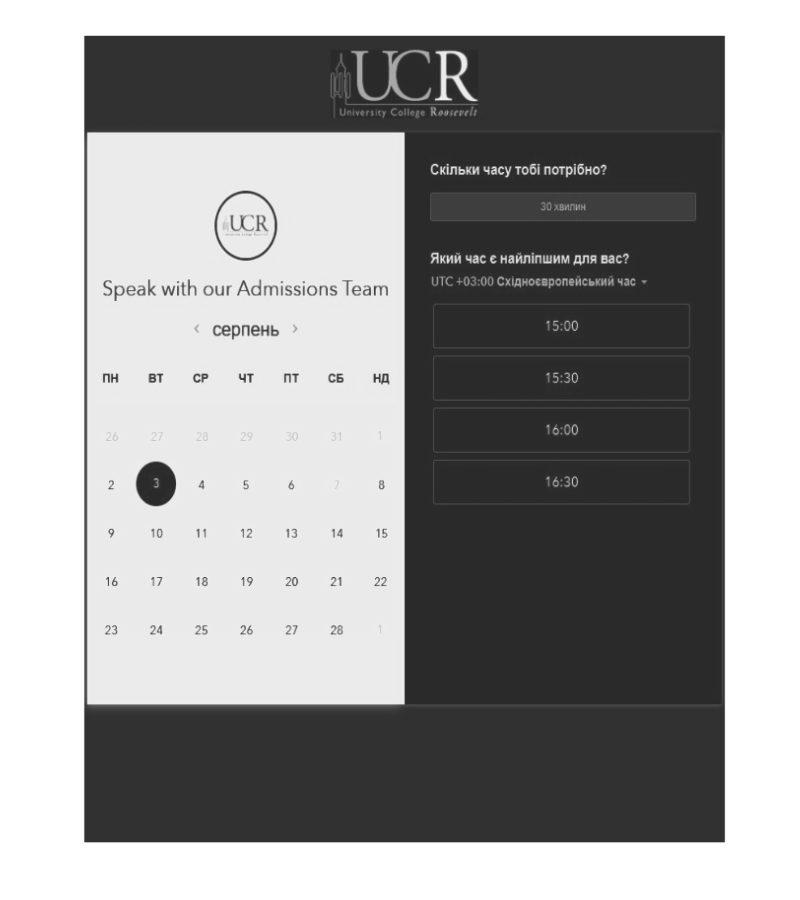 UCR
University College Roosevelt
UCR
Speak with our Admissions Team
‹ серпень ›
ПН ВТ СР ЧТ ПТ СБ НД
26 27 28 29 30 31 1
2 3 4 5 6 7 8
9 10 11 12 13 14 15
16 17 18 19 20 21 22
23 24 25 26 27 28 1
Скільки часу тобі потрібно?
30 хвилин
Який час є найліпшим для вас?
UTC +03:00 Східноєвропейський час
15:00
15:30
16:00
16:30